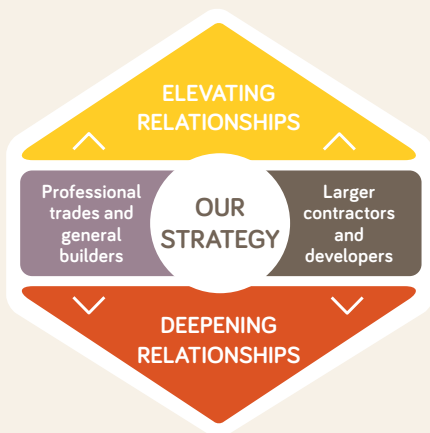 ELEVATING
RELATIONSHIPS
Professional
trades and
general
builders
OUR
STRATEGY
Larger
contractors
and
developers
DEEPENING
RELATIONSHIPS